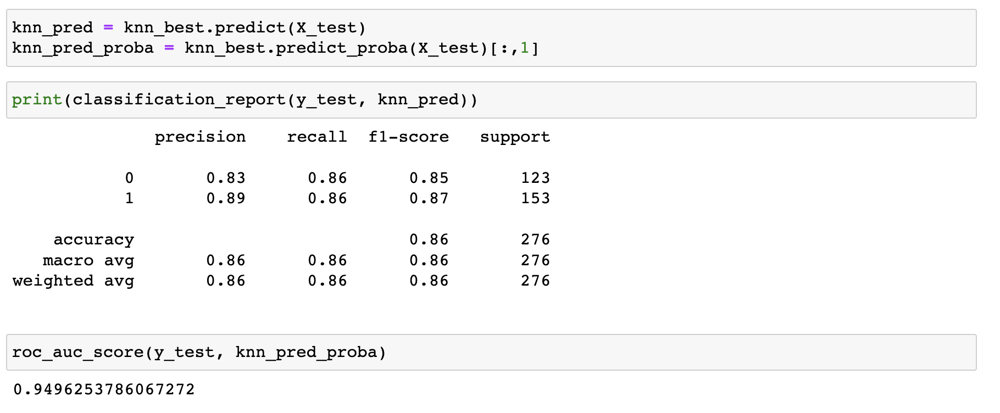 knn_pred = knn_best.predict(X_test)
knn_pred_proba = knn_best.predict_proba(X_test)[:,1]
print(classification_report(y_test, knn_pred))
precision recall f1-score support
0 0.83 0.86 0.85 123
1 0.89 0.86 0.87 153
accuracy 0.86 276
macro avg 0.86 0.86 0.86 276
weighted avg 0.86 0.86 0.86 276
roc_auc_score(y_test, knn_pred_proba)
0.9496253786067272